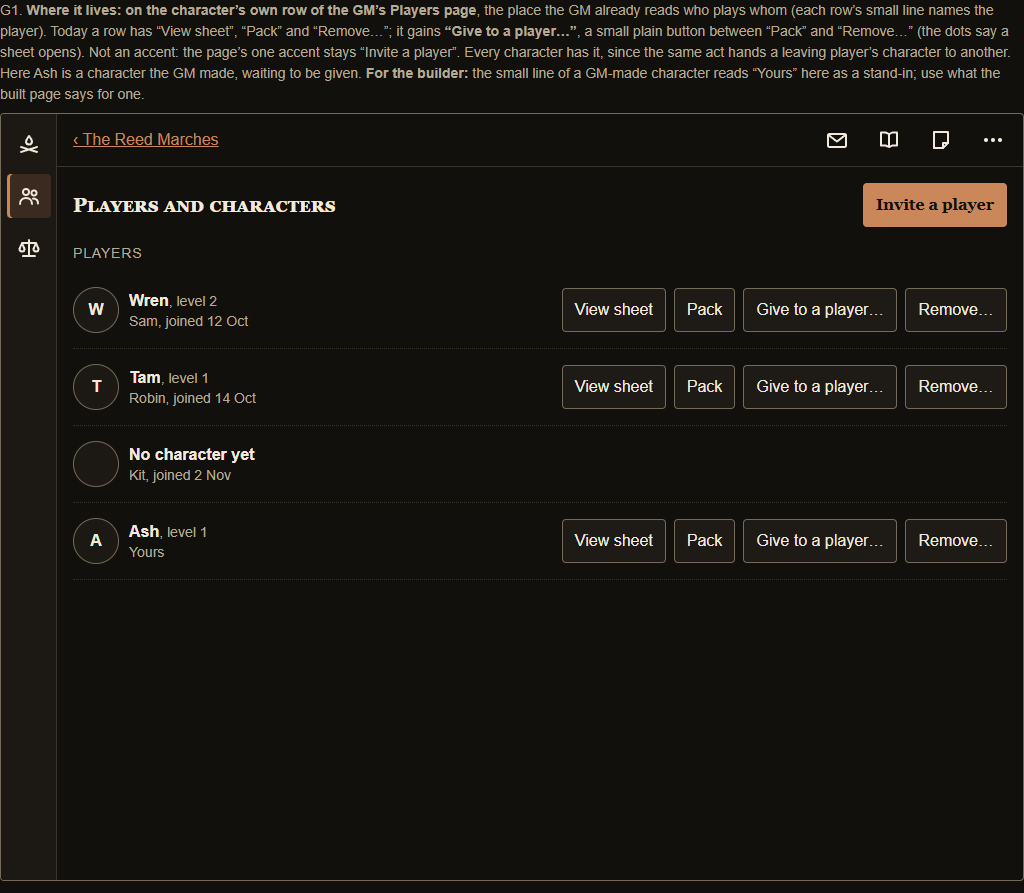 G1. Where it lives: on the character’s own row of the GM’s Players page, the place the GM already reads who plays whom (each row’s small line names the
player). Today a row has “View sheet”, “Pack” and “Remove…”; it gains “Give to a player…”, a small plain button between “Pack” and “Remove…” (the dots say a
sheet opens). Not an accent: the page’s one accent stays “Invite a player”. Every character has it, since the same act hands a leaving player’s character to another.
Here Ash is a character the GM made, waiting to be given. For the builder: the small line of a GM-made character reads “Yours” here as a stand-in; use what the
built page says for one.
‹ The Reed Marches
Players and characters
Invite a player
PLAYERS
W
Wren, level 2
Sam, joined 12 Oct
View sheet
Pack
Give to a player…
Remove…
T
Tam, level 1
Robin, joined 14 Oct
View sheet
Pack
Give to a player…
Remove…
No character yet
Kit, joined 2 Nov
A
Ash, level 1
Yours
View sheet
Pack
Give to a player…
Remove…